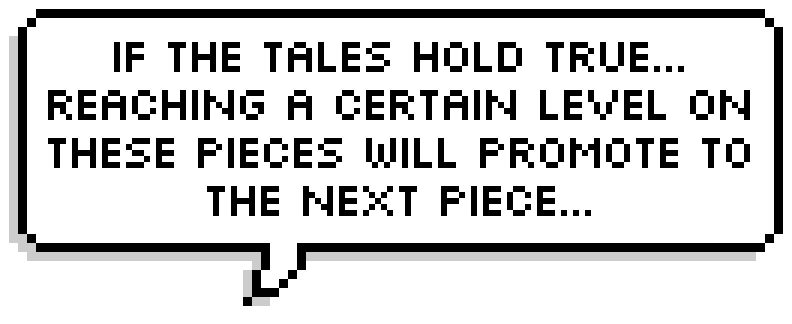 IF THE TALES HOLD TRUE...
REACHING A CERTAIN LEVEL ON
THESE PIECES WILL PROMOTE TO
THE NEXT PIECE...